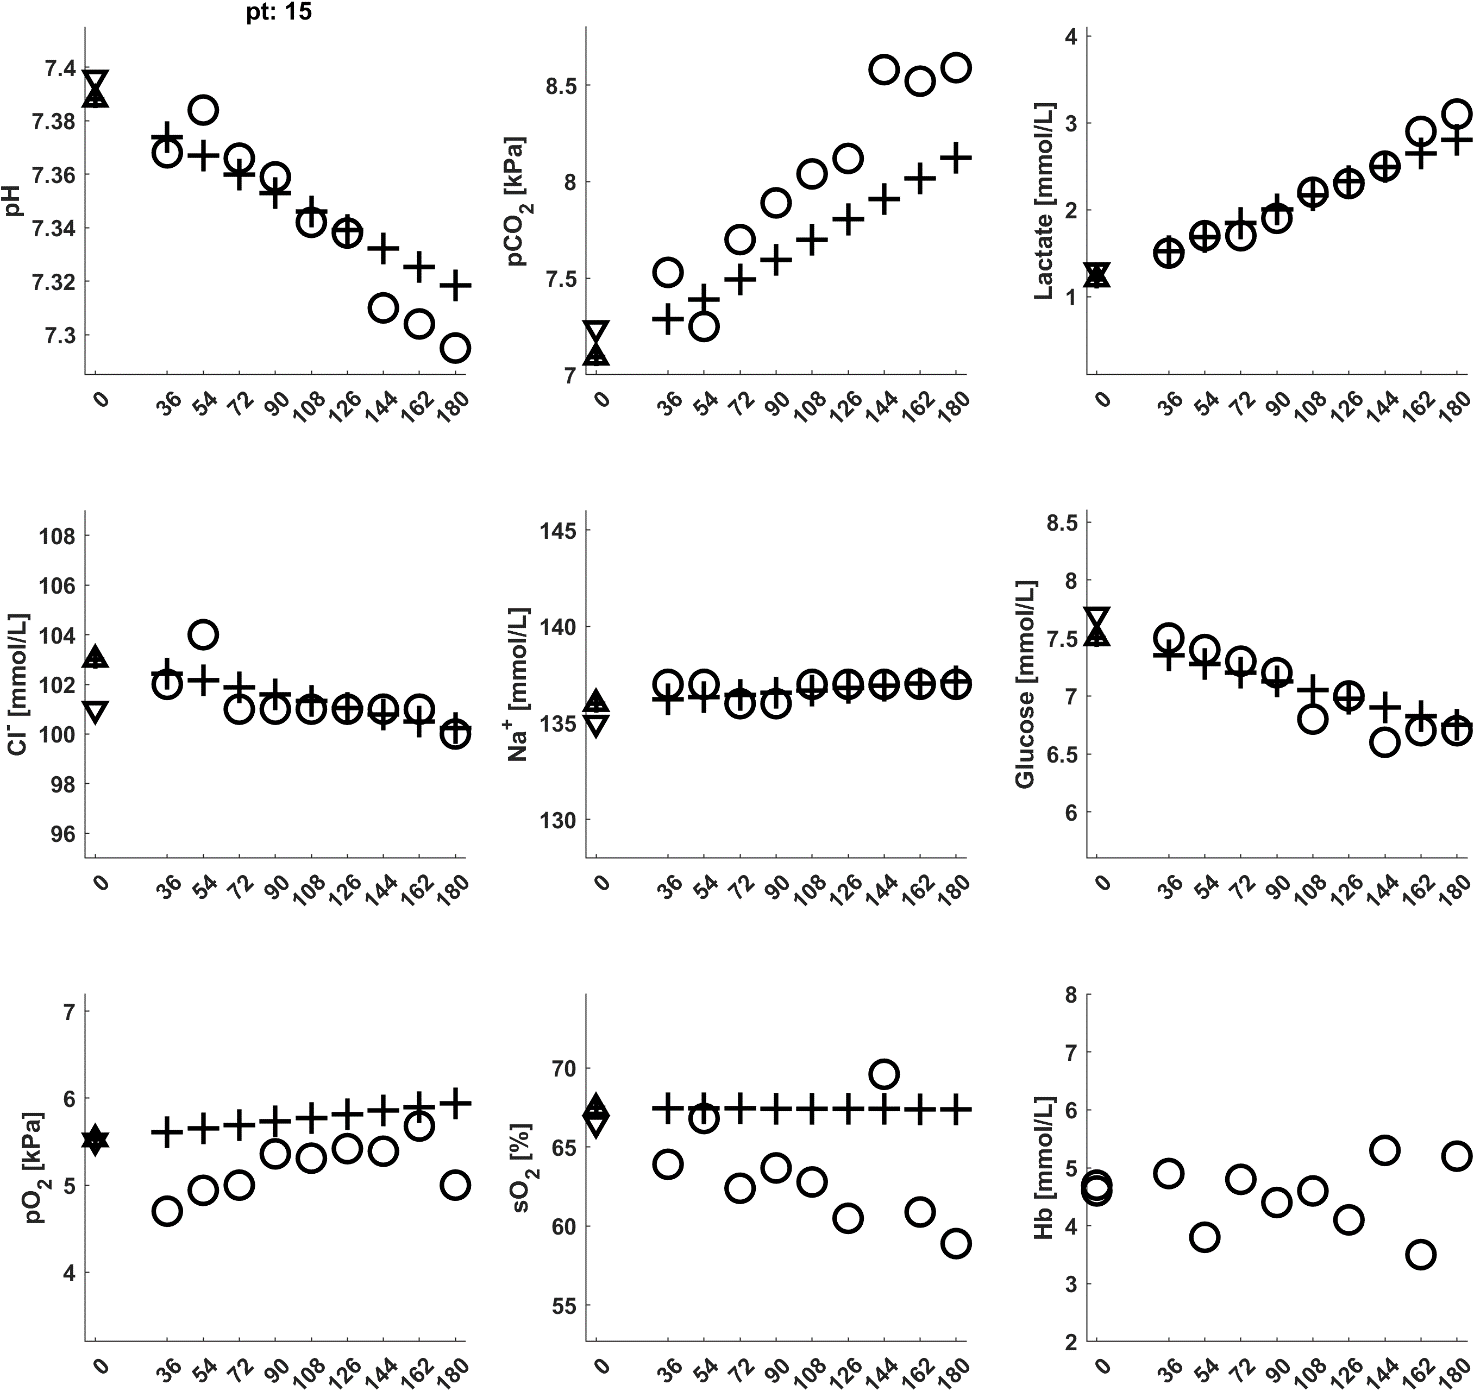 pt: 15
pH
7.4
7.38
7.36
7.34
7.32
7.3
0 36 54 72 90 108 126 144 162 180
pCO2 [kPa]
8.5
8
7.5
7
0 36 54 72 90 108 126 144 162 180
Lactate [mmol/L]
4
3
2
1
0 36 54 72 90 108 126 144 162 180
Cl- [mmol/L]
108
106
104
102
100
98
96
0 36 54 72 90 108 126 144 162 180
Na+ [mmol/L]
145
140
135
130
0 36 54 72 90 108 126 144 162 180
Glucose [mmol/L]
8.5
8
7.5
7
6.5
6
0 36 54 72 90 108 126 144 162 180
pO2 [kPa]
7
6
5
4
0 36 54 72 90 108 126 144 162 180
sO2 [%]
70
65
60
55
0 36 54 72 90 108 126 144 162 180
Hb [mmol/L]
8
7
6
5
4
3
2
0 36 54 72 90 108 126 144 162 180